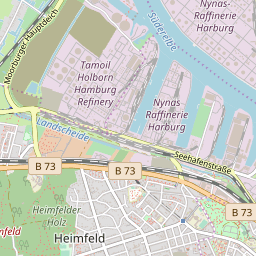 Nynas-
Raffinerie
Harburg
Moorburger Hauptdeich
Süderelbe
Tamoil
Holborn
Hamburg
Refinery
Nynas-
Raffinerie
Harburg
Landscheide
Seehafenstraße
B 73
B 73
B 73
Heimfelder
Holz
Heimfeld
nfeld